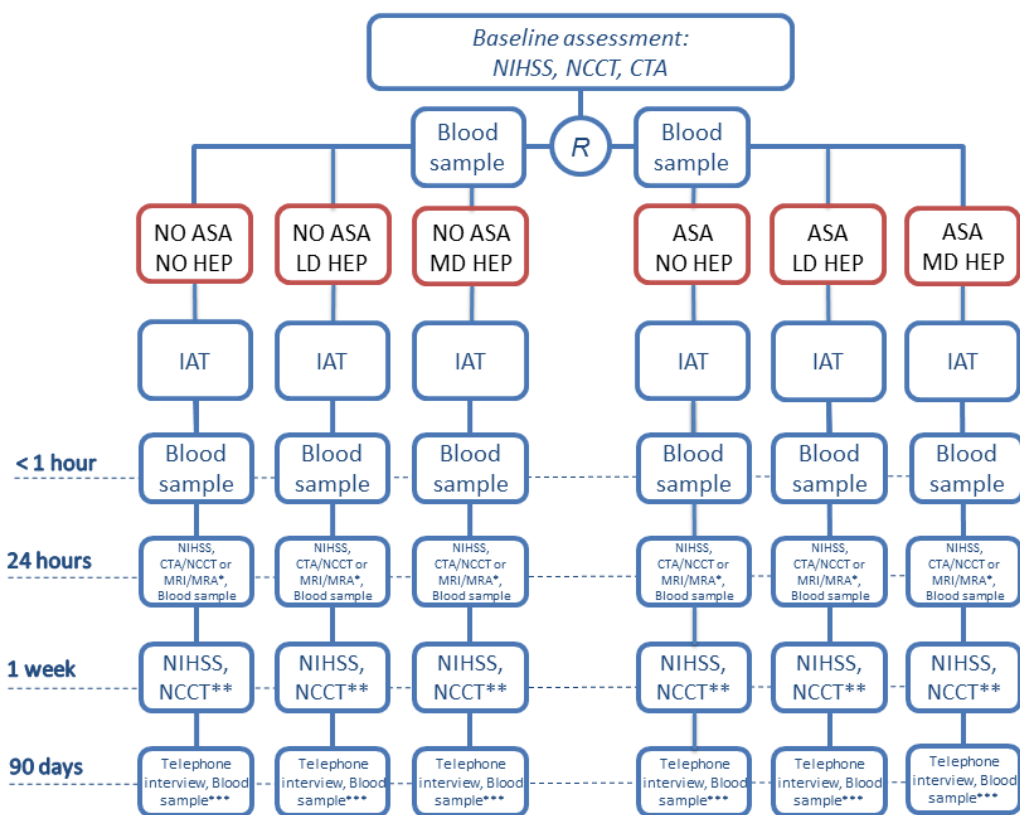 Baseline assessment:
NIHSS, NCCT, CTA
Blood
sample
R
Blood
sample
NO ASA
NO HEP
NO ASA
LD HEP
NO ASA
MD HEP
ASA
NO HEP
ASA
LD HEP
ASA
MD HEP
IAT
IAT
IAT
IAT
IAT
IAT
< 1 hour
Blood
sample
Blood
sample
Blood
sample
Blood
sample
Blood
sample
Blood
sample
24 hours
NIHSS,
CTA/NCCT or
MRI/MRA*,
Blood sample
NIHSS,
CTA/NCCT or
MRI/MRA*,
Blood sample
NIHSS,
CTA/NCCT or
MRI/MRA*,
Blood sample
NIHSS,
CTA/NCCT or
MRI/MRA*,
Blood sample
NIHSS,
CTA/NCCT or
MRI/MRA*,
Blood sample
NIHSS,
CTA/NCCT or
MRI/MRA*,
Blood sample
1 week
NIHSS,
NCCT**
NIHSS,
NCCT**
NIHSS,
NCCT**
NIHSS,
NCCT**
NIHSS,
NCCT**
NIHSS,
NCCT**
90 days
Telephone
interview, Blood
sample***
Telephone
interview, Blood
sample***
Telephone
interview, Blood
sample***
Telephone
interview, Blood
sample***
Telephone
interview, Blood
sample***
Telephone
interview, Blood
sample***